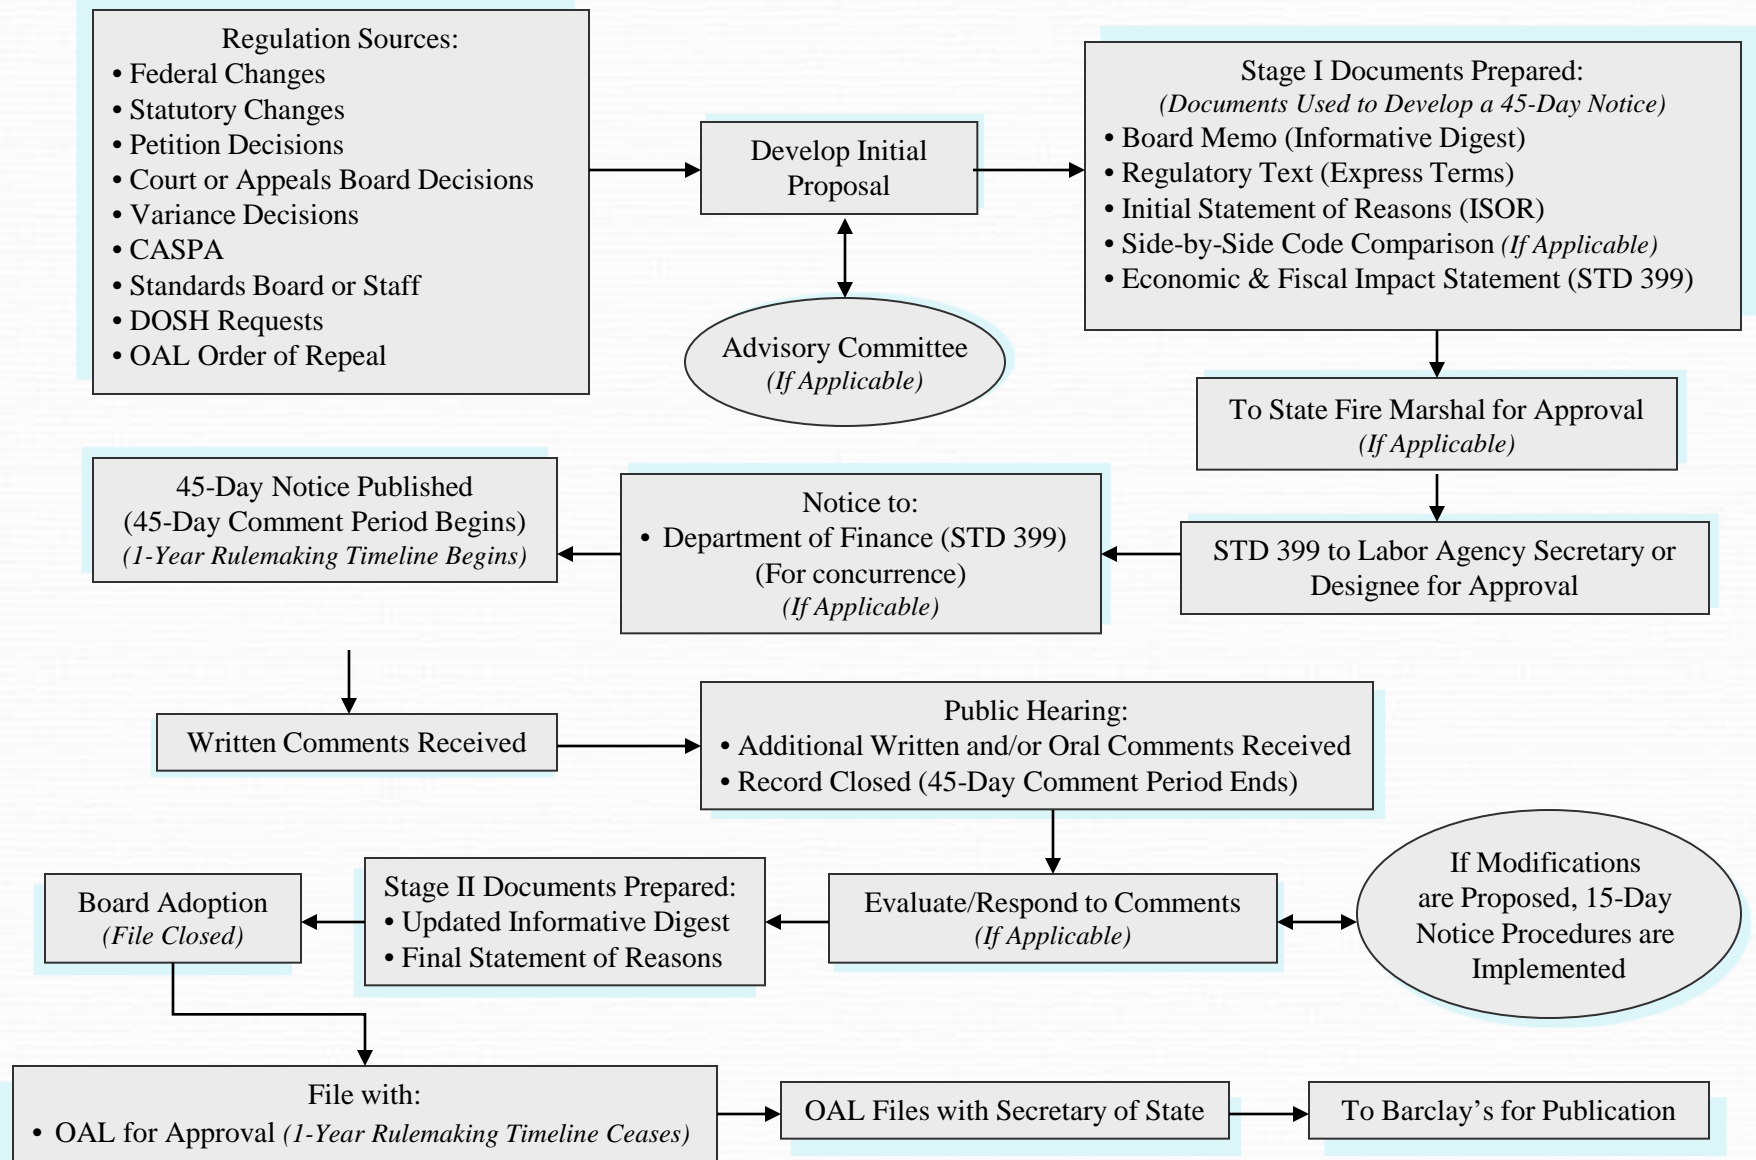 Regulation Sources:
• Federal Changes
• Statutory Changes
• Petition Decisions
• Court or Appeals Board Decisions
• Variance Decisions
• CASPA
• Standards Board or Staff
• DOSH Requests
• OAL Order of Repeal
Develop Initial
Proposal
Advisory Committee
(If Applicable)
Stage I Documents Prepared:
(Documents Used to Develop a 45-Day Notice)
• Board Memo (Informative Digest)
• Regulatory Text (Express Terms)
• Initial Statement of Reasons (ISOR)
• Side-by-Side Code Comparison (If Applicable)
• Economic & Fiscal Impact Statement (STD 399)
To State Fire Marshal for Approval
(If Applicable)
STD 399 to Labor Agency Secretary or
Designee for Approval
Notice to:
• Department of Finance (STD 399)
(For concurrence)
(If Applicable)
45-Day Notice Published
(45-Day Comment Period Begins)
(1-Year Rulemaking Timeline Begins)
Written Comments Received
Public Hearing:
• Additional Written and/or Oral Comments Received
• Record Closed (45-Day Comment Period Ends)
Evaluate/Respond to Comments
(If Applicable)
If Modifications
are Proposed, 15-Day
Notice Procedures are
Implemented
Stage II Documents Prepared:
• Updated Informative Digest
• Final Statement of Reasons
Board Adoption
(File Closed)
File with:
• OAL for Approval (1-Year Rulemaking Timeline Ceases)
OAL Files with Secretary of State
To Barclay's for Publication